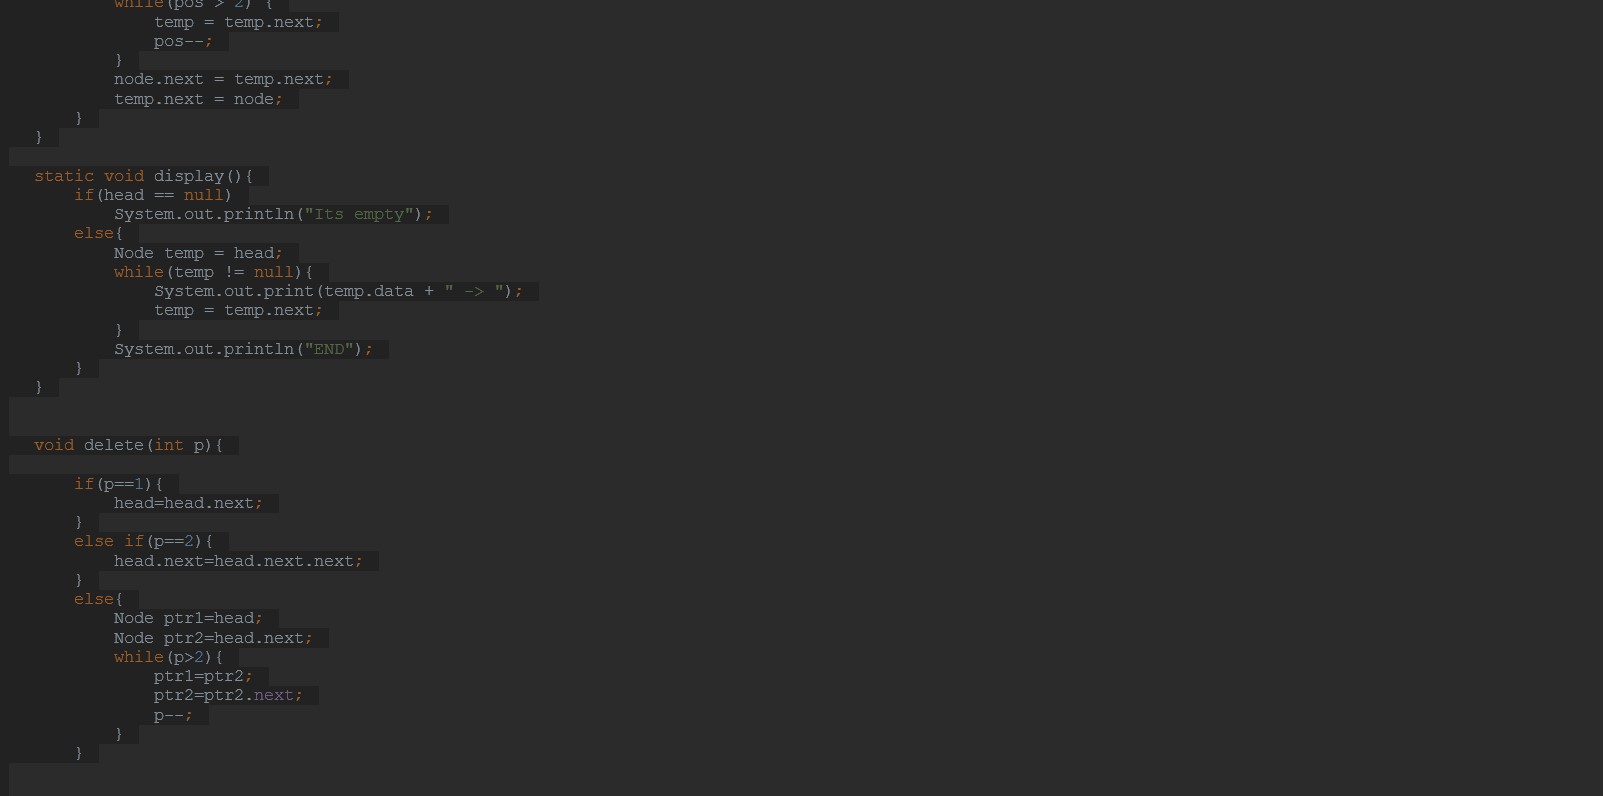 while(pos > 2) {
temp = temp.next;
pos--;
}
node.next = temp.next;
temp.next = node;
}
}
static void display(){
if(head == null)
System.out.println("Its empty");
else{
Node temp = head;
while(temp != null){
System.out.print(temp.data + " -> ");
temp = temp.next;
}
System.out.println("END");
}
}
void delete(int p){
if(p==1){
head=head.next;
}
else if(p==2){
head.next=head.next.next;
}
else{
Node ptr1=head;
Node ptr2=head.next;
while(p>2){
ptr1=ptr2;
ptr2=ptr2.next;
p--;
}
}